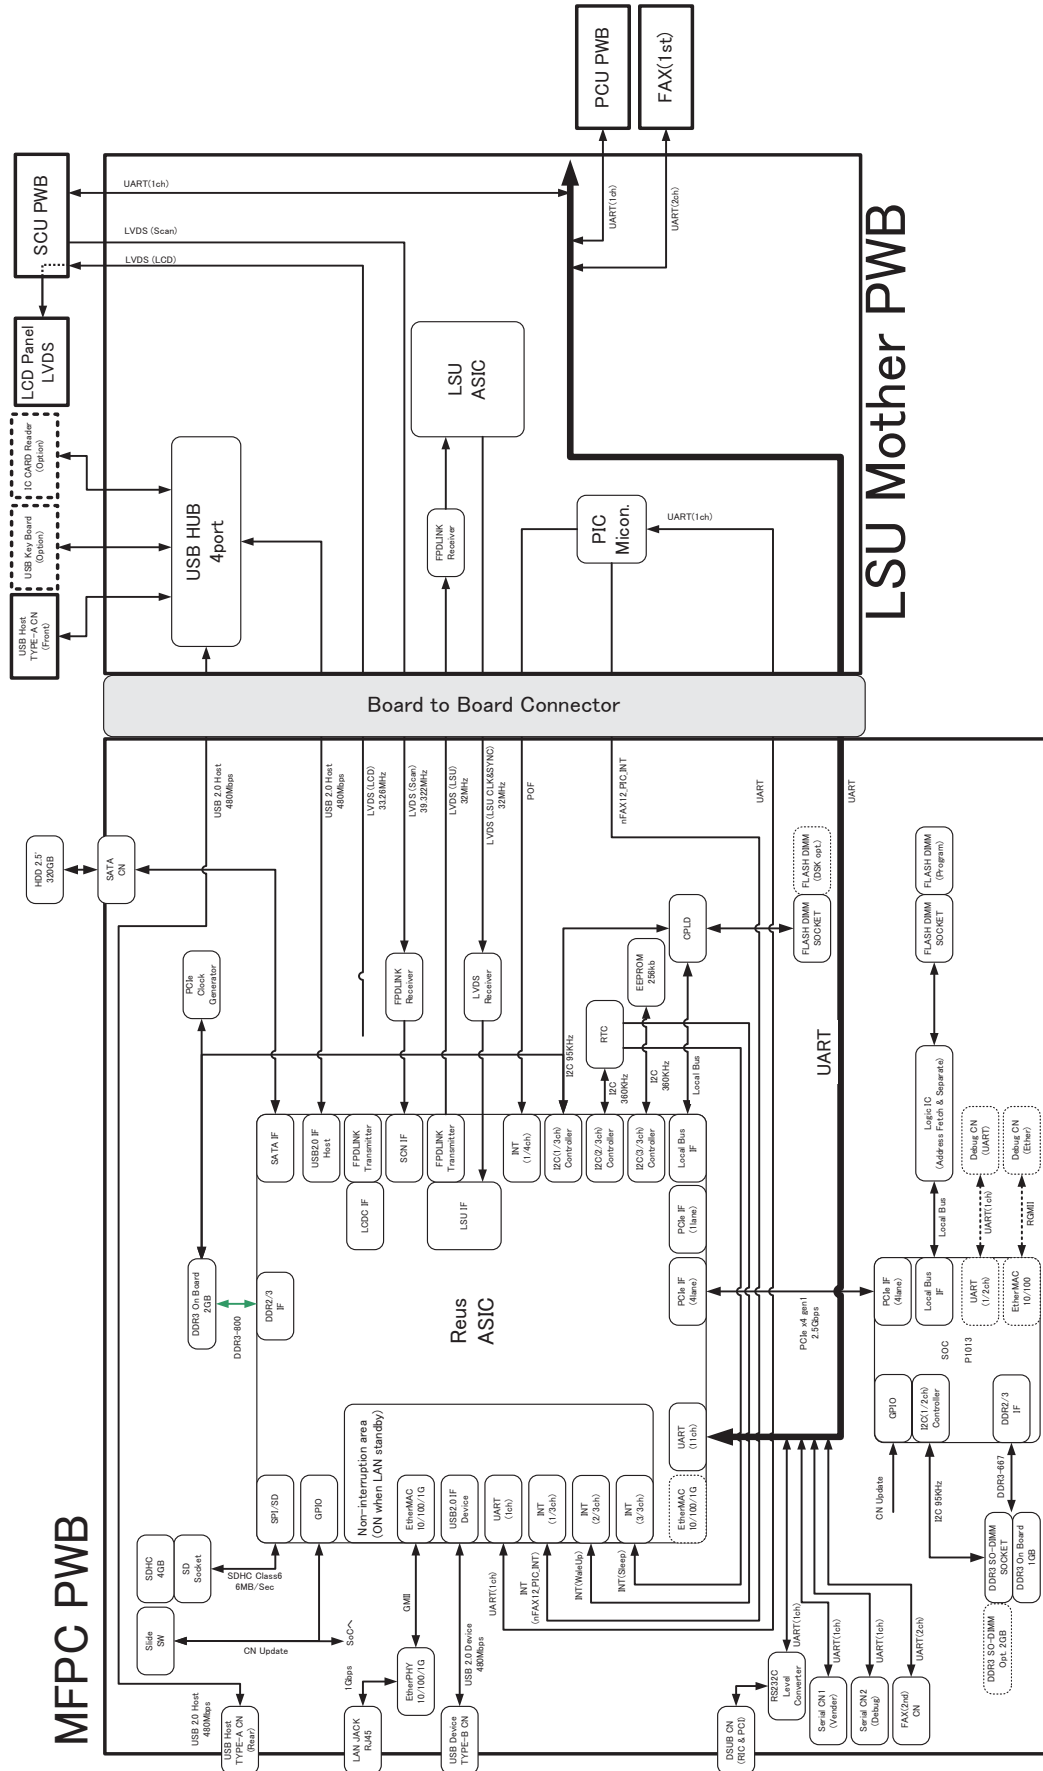 MFPC PWB
LSU Mother PWB
Board to Board Connector
SCU PWB
LCD Panel
LVDS
IC CARD Reader
(Option)
USB Key Board
(Option)
USB Host
TYPE-A CN
(Front)
PCU PWB
FAX(1st)
UART(1ch)
LVDS (Scan)
LVDS (LCD)
UART(1ch)
UART(2ch)
USB HUB
4port
LSU
ASIC
FPDLINK
Receiver
PIC
Micon.
UART(1ch)
USB 2.0 Host
480Mbps
USB 2.0 Host
480Mbps
LVDS (LCD)
33.26MHz
LVDS (Scan)
39.322MHz
LVDS (LSU)
32MHz
LVDS (LSU CLK&SYNC)
32MHz
POF
nFAX12_PIC_INT
UART
UART
HDD 2.5'
320GB
SATA
CN
PCIe
Clock
Generator
FPDLINK
Receiver
LVDS
Receiver
CPLD
EEPROM
256kb
RTC
FLASH DIMM
(DSK opt.)
FLASH DIMM
SOCKET
FLASH DIMM
(Program)
FLASH DIMM
SOCKET
I2C 95KHz
I2C
360KHz
I2C
360KHz
Local Bus
UART
Logic IC
(Address Fetch & Separate)
Debug CN
(UART)
Debug CN
(Ether)
Local Bus
UART(1ch)
RGMII
SATA IF
USB2.0 IF
Host
FPDLINK
Transmitter
SCN IF
FPDLINK
Transmitter
INT
(1/4ch)
I2C(1/3ch)
Controller
I2C(2/3ch)
Controller
I2C(3/3ch)
Controller
Local Bus
IF
LCDC IF
LSU IF
PCIe IF
(1lane)
PCIe IF
(4lane)
DDR3 On Board
2GB
DDR3-800
DDR2/3
IF
Reus
ASIC
PCIe x4 gen1
2.5Gbps
PCIe IF
(4lane)
Local Bus
IF
UART
(1/2ch)
EtherMAC
10/100
SOC
P1013
GPIO
I2C(1/2ch)
Controller
DDR2/3
IF
Non-interruption area
(ON when LAN standby)
UART
(11ch)
SPI/SD
GPIO
EtherMAC
10/100/1G
USB2.0 IF
Device
UART
(1ch)
INT
(1/3ch)
INT
(2/3ch)
INT
(3/3ch)
EtherMAC
10/100/1G
SDHC
4GB
SD
Socket
SDHC Class6
6MB/Sec
Slide
SW
CN Update
SoCへ
GMII
UART(1ch)
INT
(nFAX12_PIC_INT)
INT(WakeUp)
INT(Sleep)
CN Update
I2C 95KHz
DDR3-667
DDR3 SO-DIMM
SOCKET
DDR3 On Board
1GB
DDR3 SO-DIMM
Opt. 2GB
USB 2.0 Host
480Mbps
1Gbps
EtherPHY
10/100/1G
USB 2.0 Device
480Mbps
UART(1ch)
UART(1ch)
UART(1ch)
UART(2ch)
RS232C
Level
Converter
USB Host
TYPE-A CN
(Rear)
LAN JACK
RJ45
USB Device
TYPE-B CN
DSUB CN
(RIC & PCI)
Serial CN1
(Vender)
Serial CN2
(Debug)
FAX(2nd)
CN